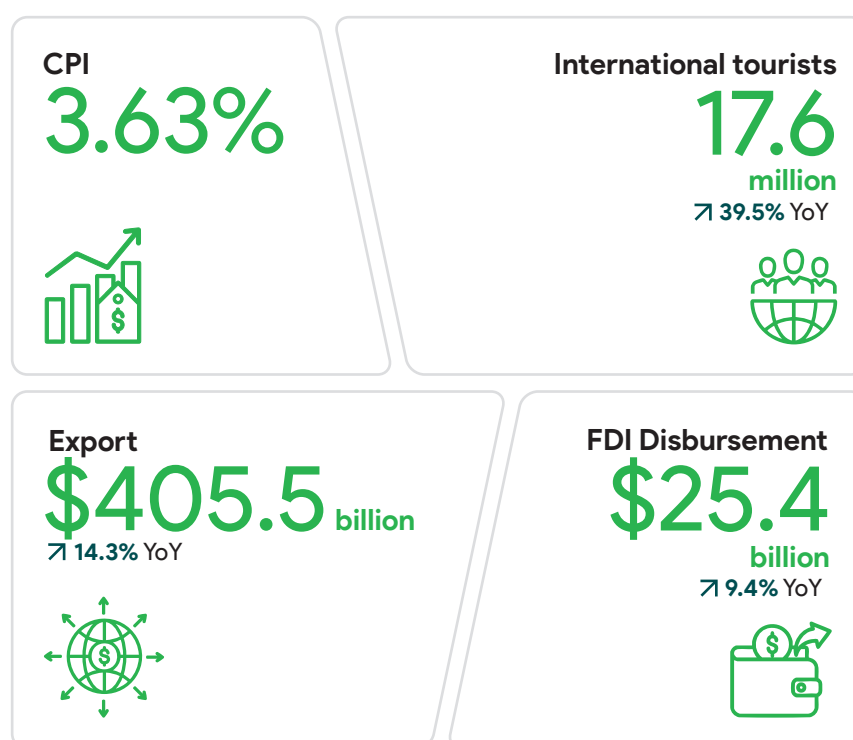 CPI
3.63%
International tourists
17.6
million
39.5% YoY
$
Export
$405.5 billion
14.3% YoY
$
FDI Disbursement
$25.4
billion
9.4% YoY
$